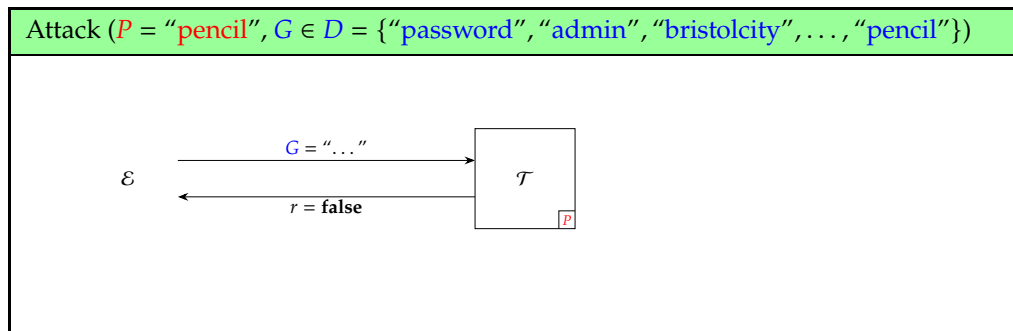 Attack (P = “pencil”, G ∈ D = {“password”, “admin”, “bristolcity”, . . . , “pencil”})
G = “. . . ”
ℰ
𝒯
r = false
P